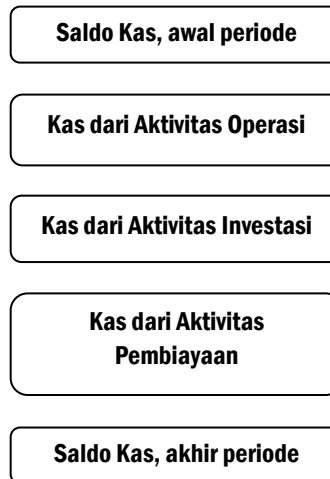 Saldo Kas, awal periode
Kas dari Aktivitas Operasi
Kas dari Aktivitas Investasi
Kas dari Aktivitas
Pembiayaan
Saldo Kas, akhir periode